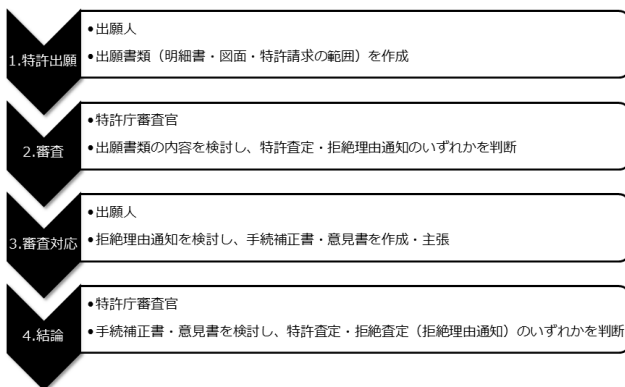 1.特許出願
•出願人
•出願書類（明細書・図面・特許請求の範囲）を作成
2.審査
•特許庁審査官
•出願書類の内容を検討し、特許査定・拒絶理由通知のいずれかを判断
3.審査対応
•出願人
•拒絶理由通知を検討し、手続補正書・意見書を作成・主張
4.結論
•特許庁審査官
•手続補正書・意見書を検討し、特許査定・拒絶査定（拒絶理由通知）のいずれかを判断